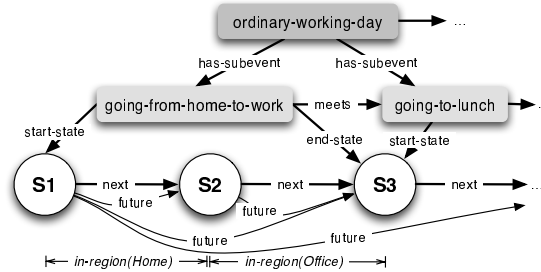 ordinary-working-day
...
has-subevent
has-subevent
going-from-home-to-work
meets
going-to-lunch
...
start-state
end-state
start-state
S1
next
S2
next
S3
next
...
future
future
future
future
in-region(Home)
in-region(Office)